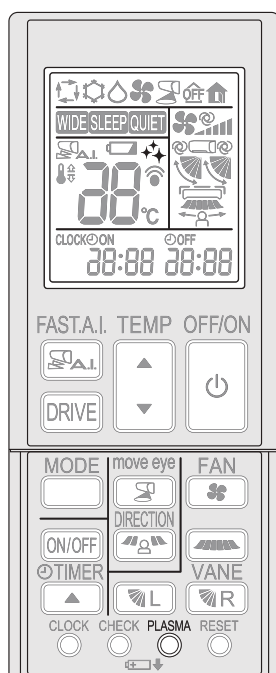 OFF
WIDE SLEEP QUIET
A.I.
88 °C
CLOCK ON OFF
88:88 88:88
FAST.A.I. TEMP OFF/ON
A.I.
DRIVE
MODE move eye FAN
DIRECTION
ON/OFF
TIMER VANE
L R
CLOCK CHECK PLASMA RESET